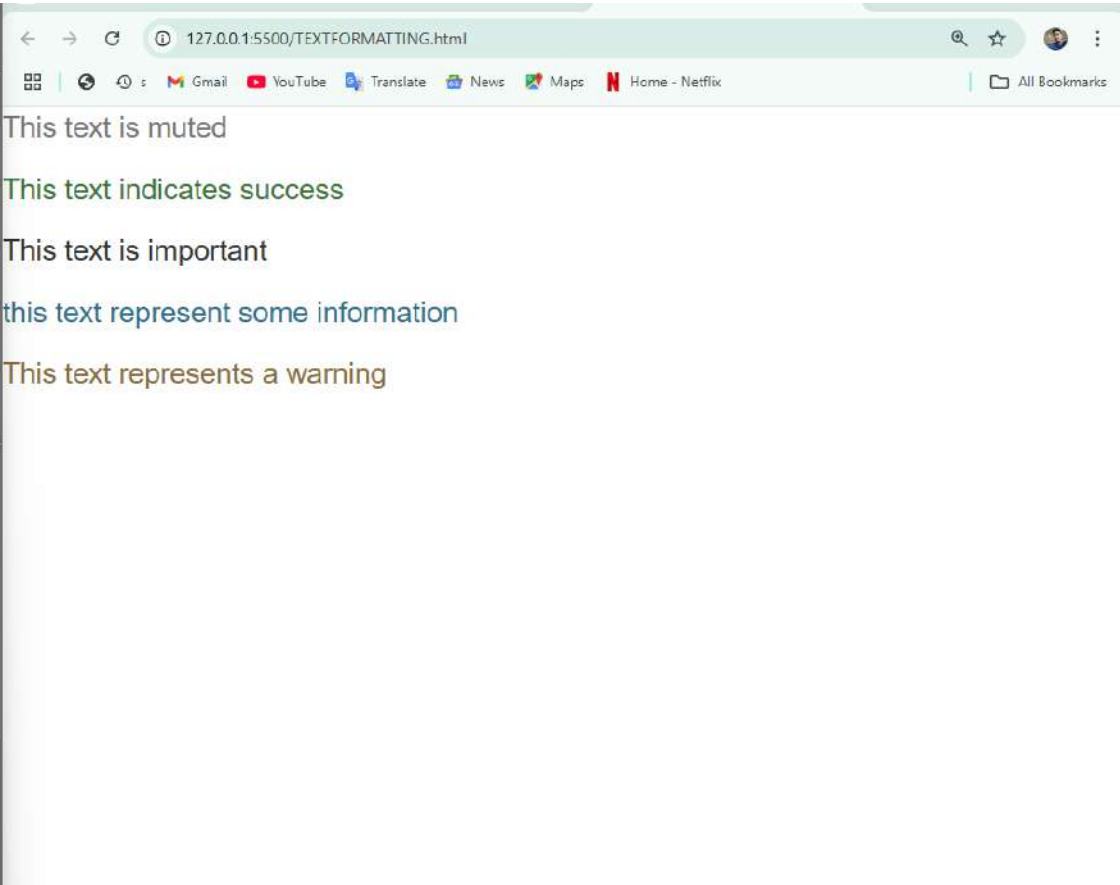 127.0.0.1:5500/TEXTFORMATTING.html
s Gmail YouTube Translate News Maps Home - Netflix All Bookmarks
This text is muted
This text indicates success
This text is important
this text represent some information
This text represents a warning